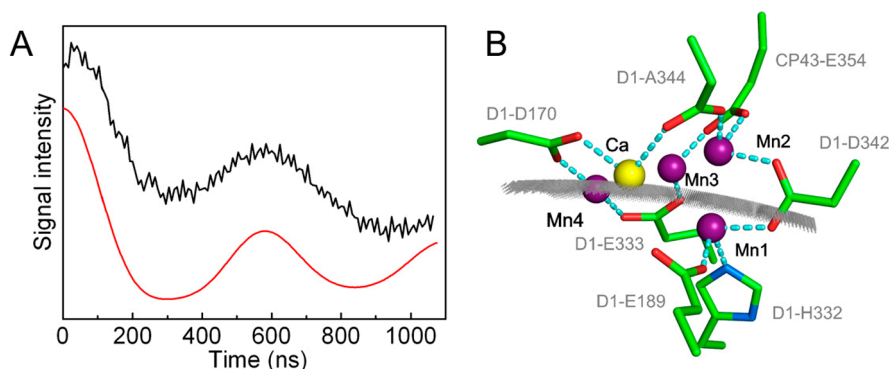 A
Signal intensity
0 200 400 600 800 1000
Time (ns)
B
CP43-E354
D1-A344
D1-D170
Ca
Mn2
D1-D342
Mn3
Mn4
D1-E333
Mn1
D1-E189
D1-H332